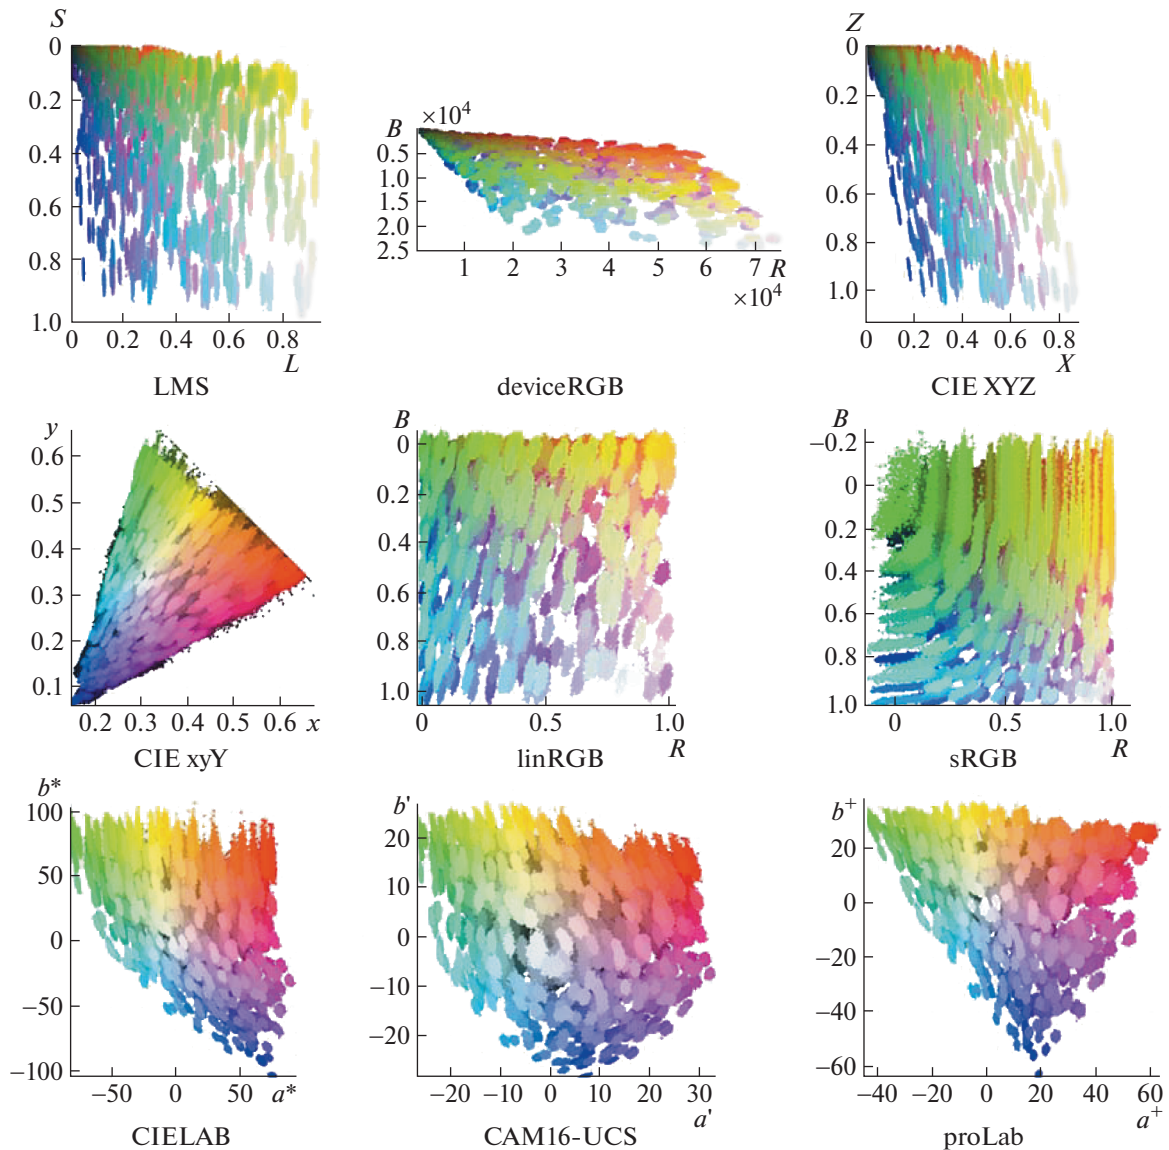 S
0
0.2
0.4
0.6
0.8
1.0
0 0.2 0.4 0.6 0.8
L
LMS
×10⁴
B
0.5
1.0
1.5
2.0
2.5
1 2 3 4 5 6 7 R
×10⁴
deviceRGB
Z
0
0.2
0.4
0.6
0.8
1.0
0 0.2 0.4 0.6 0.8
X
CIE XYZ
y
0.6
0.5
0.4
0.3
0.2
0.1
0.2 0.3 0.4 0.5 0.6 x
CIE xyY
B
0
0.2
0.4
0.6
0.8
1.0
0 0.5 1.0
R
linRGB
B
−0.2
0
0.2
0.4
0.6
0.8
1.0
0 0.5 1.0
R
sRGB
b*
100
50
0
−50
−100
−50 0 50 a*
CIELAB
b'
20
10
0
−10
−20
−20 −10 0 10 20 30
a'
CAM16-UCS
b⁺
20
0
−20
−40
−60
−40 −20 0 20 40 60
a⁺
proLab